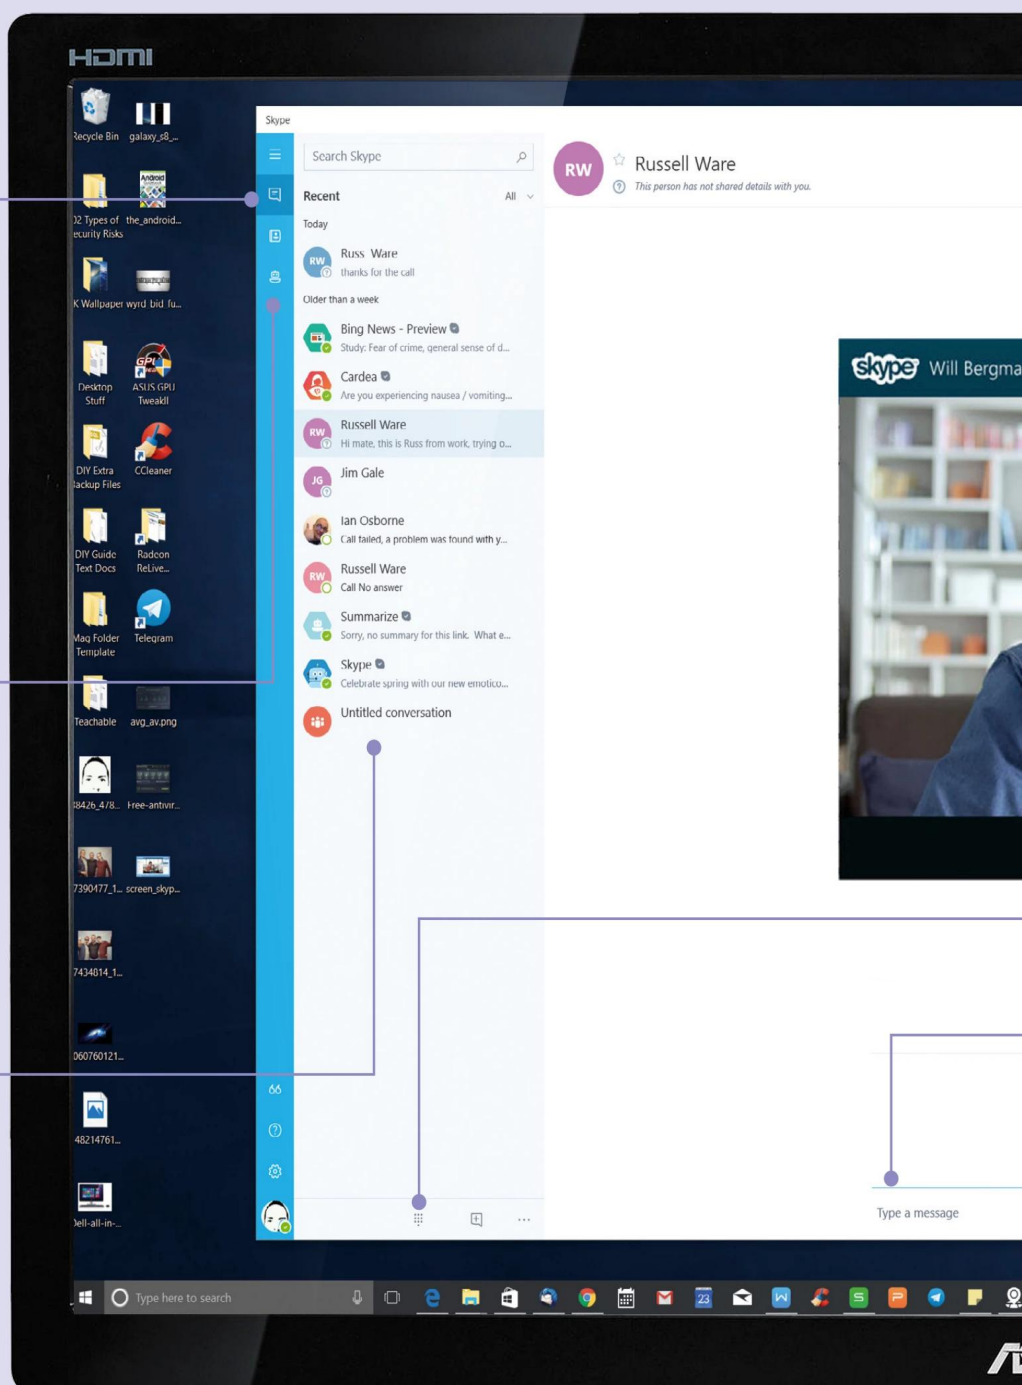 HDMI
Recycle Bin
galaxy_s8_...
02 Types of
ecurity Risks
the_android...
K Wallpaper
wyrd_bid_fu...
Desktop
Stuff
ASUS GPU
TweakII
DIY Extra
Backup Files
CCleaner
DIY Guide
Text Docs
Radeon
ReLive...
Mag Folder
Template
Telegram
Teachable
avg_av.png
Free-antivir...
7390477_1...
screen_skyp...
7434814_1...
060760121...
48214761...
Dell-all-in-...
Skype
Search Skype
Recent
All
Today
RW
Russ Ware
thanks for the call
Older than a week
Bing News - Preview
Study: Fear of crime, general sense of d...
Cardea
Are you experiencing nausea / vomiting...
RW
Russell Ware
Hi mate, this is Russ from work, trying o...
JG
Jim Gale
Ian Osborne
Call failed, a problem was found with y...
RW
Russell Ware
Call No answer
Summarize
Sorry, no summary for this link. What e...
Skype
Celebrate spring with our new emotico...
Untitled conversation
RW
Russell Ware
This person has not shared details with you.
skype
Will Bergma
Type a message
Type here to search
23